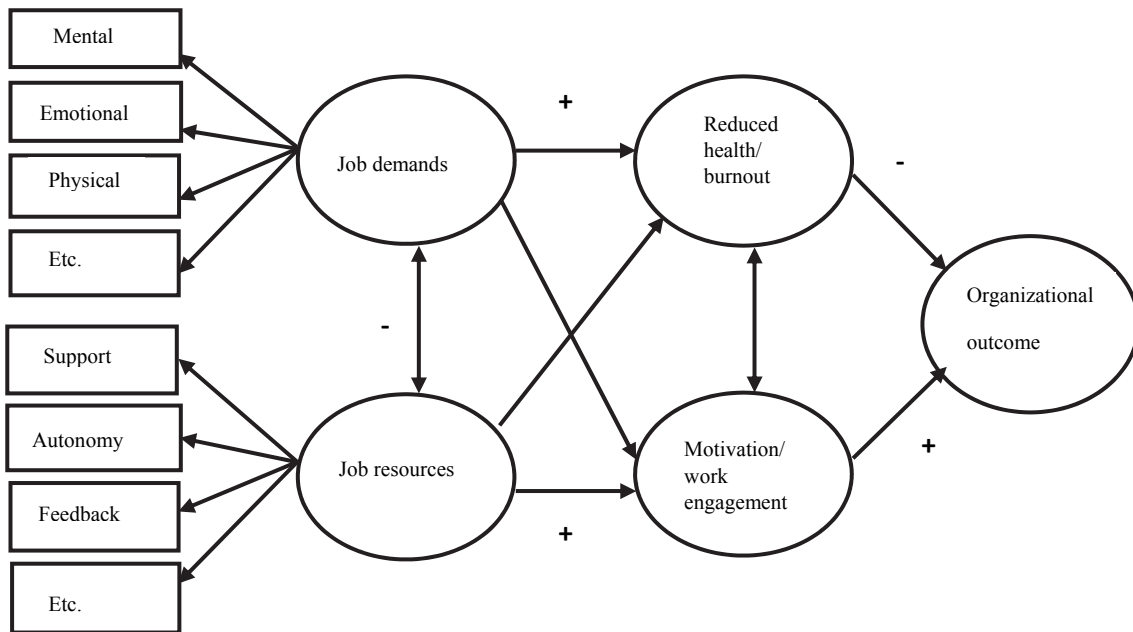 Mental
Emotional
Physical
Etc.
Support
Autonomy
Feedback
Etc.
Job demands
-
Job resources
+
+
Reduced
health/
burnout
Motivation/
work
engagement
-
+
Organizational
outcome